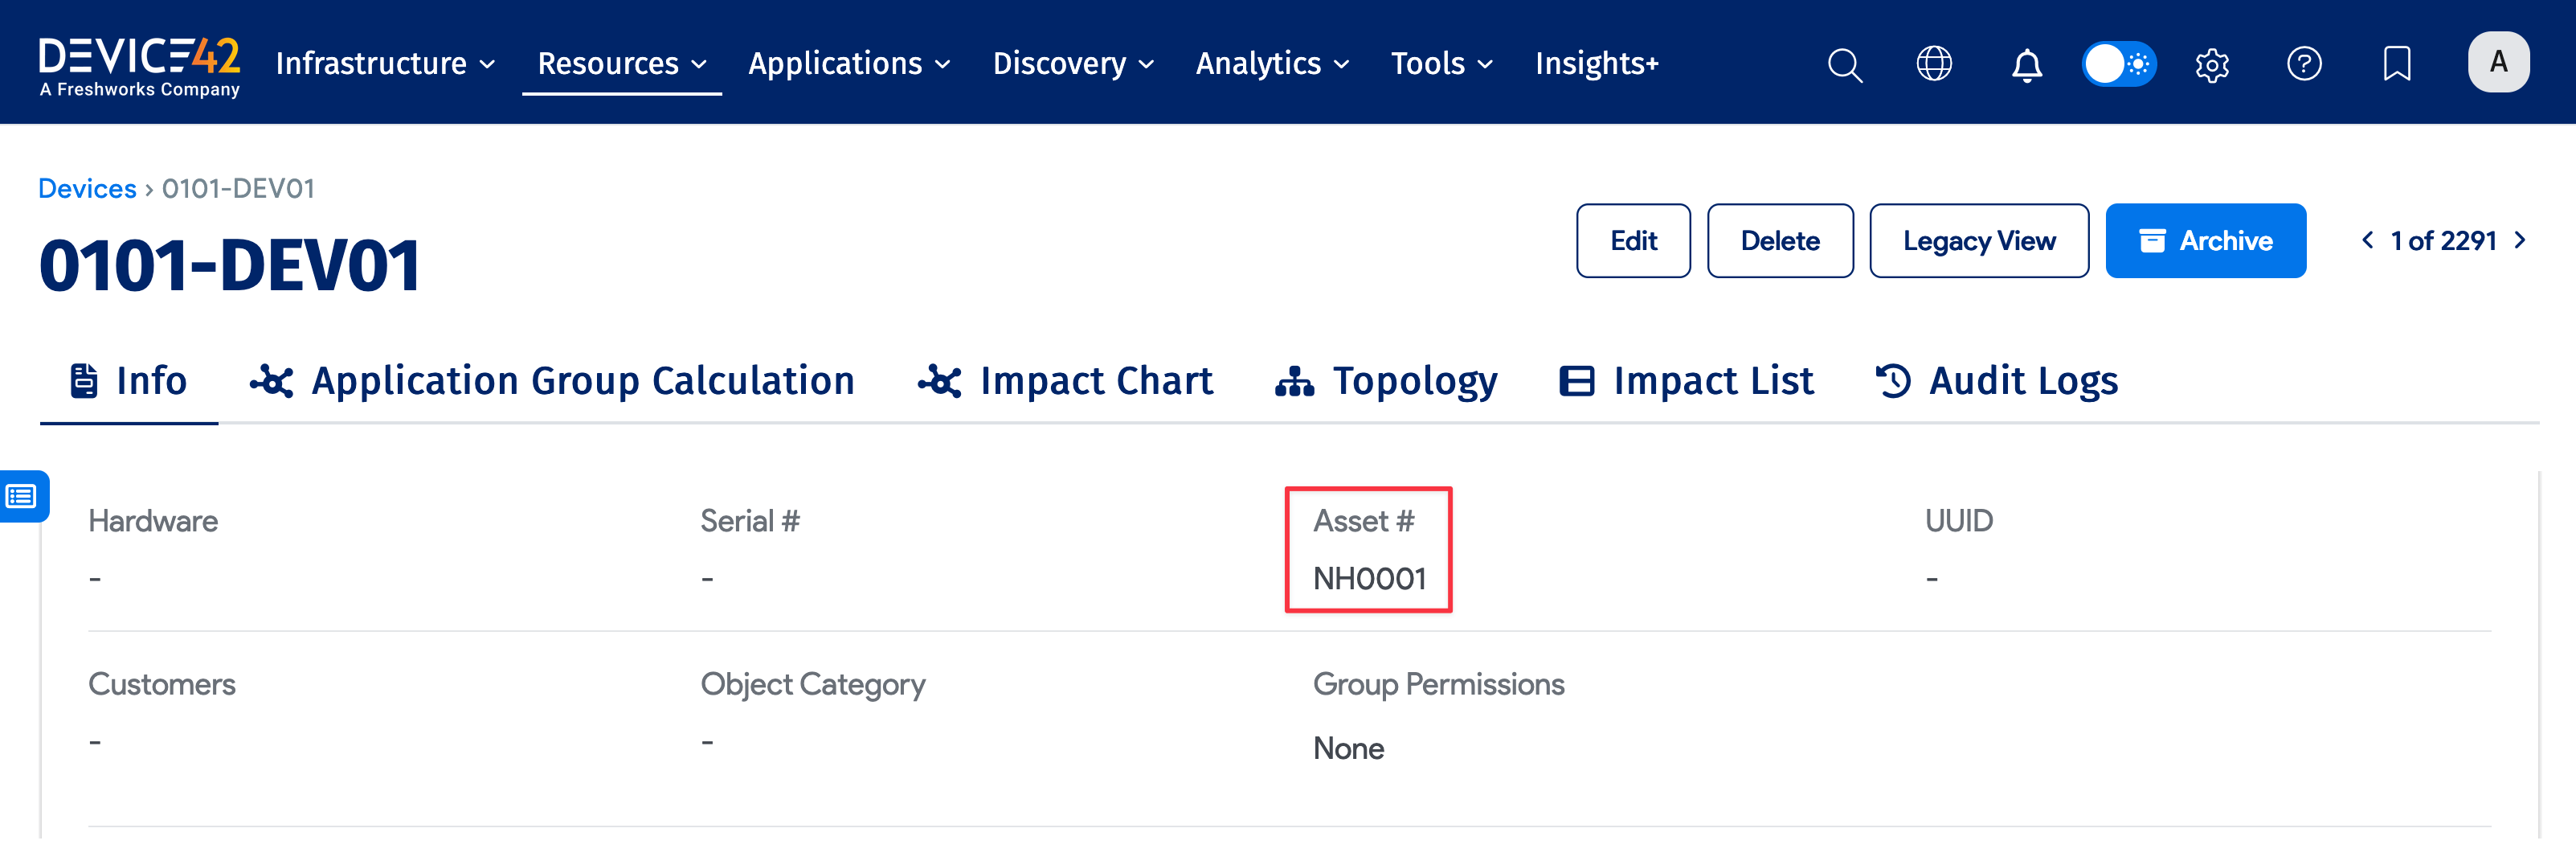 DEVICE42
A Freshworks Company
Infrastructure
Resources
Applications
Discovery
Analytics
Tools
Insights+
A
Devices › 0101-DEV01
0101-DEV01
Edit
Delete
Legacy View
Archive
1 of 2291
Info
Application Group Calculation
Impact Chart
Topology
Impact List
Audit Logs
Hardware
Serial #
Asset #
UUID
-
-
NH0001
-
Customers
Object Category
Group Permissions
-
-
None